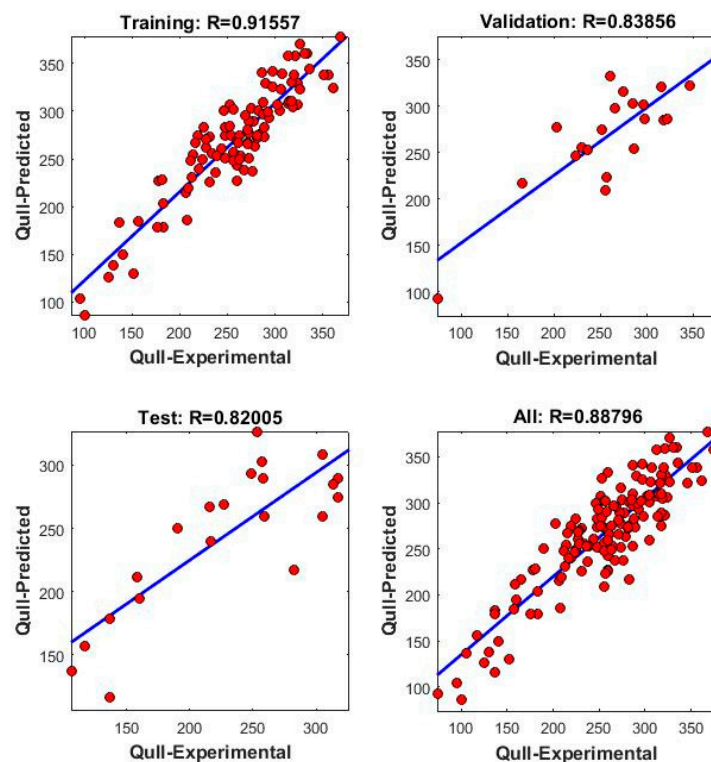 Training: R=0.91557
Qull-Predicted
350
300
250
200
150
100
100 150 200 250 300 350
Qull-Experimental
Validation: R=0.83856
Qull-Predicted
350
300
250
200
150
100
100 150 200 250 300 350
Qull-Experimental
Test: R=0.82005
Qull-Predicted
300
250
200
150
150 200 250 300
Qull-Experimental
All: R=0.88796
Qull-Predicted
350
300
250
200
150
100
100 150 200 250 300 350
Qull-Experimental